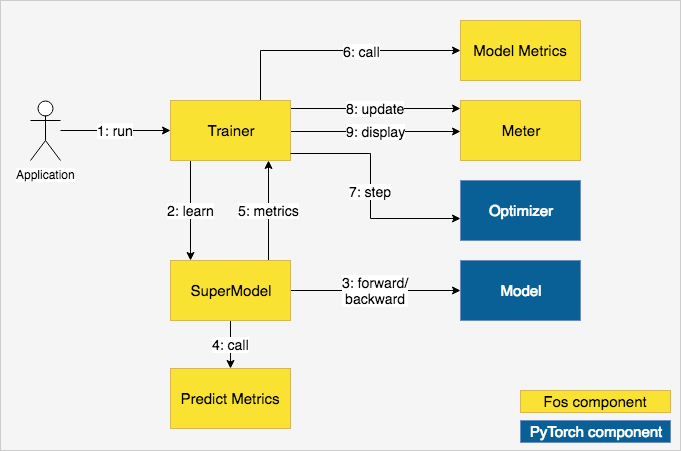 6: call
Model Metrics
1: run
Trainer
8: update
9: display
Meter
Application
7: step
2: learn
5: metrics
Optimizer
SuperModel
3: forward/
backward
Model
4: call
Predict Metrics
Fos component
PyTorch component